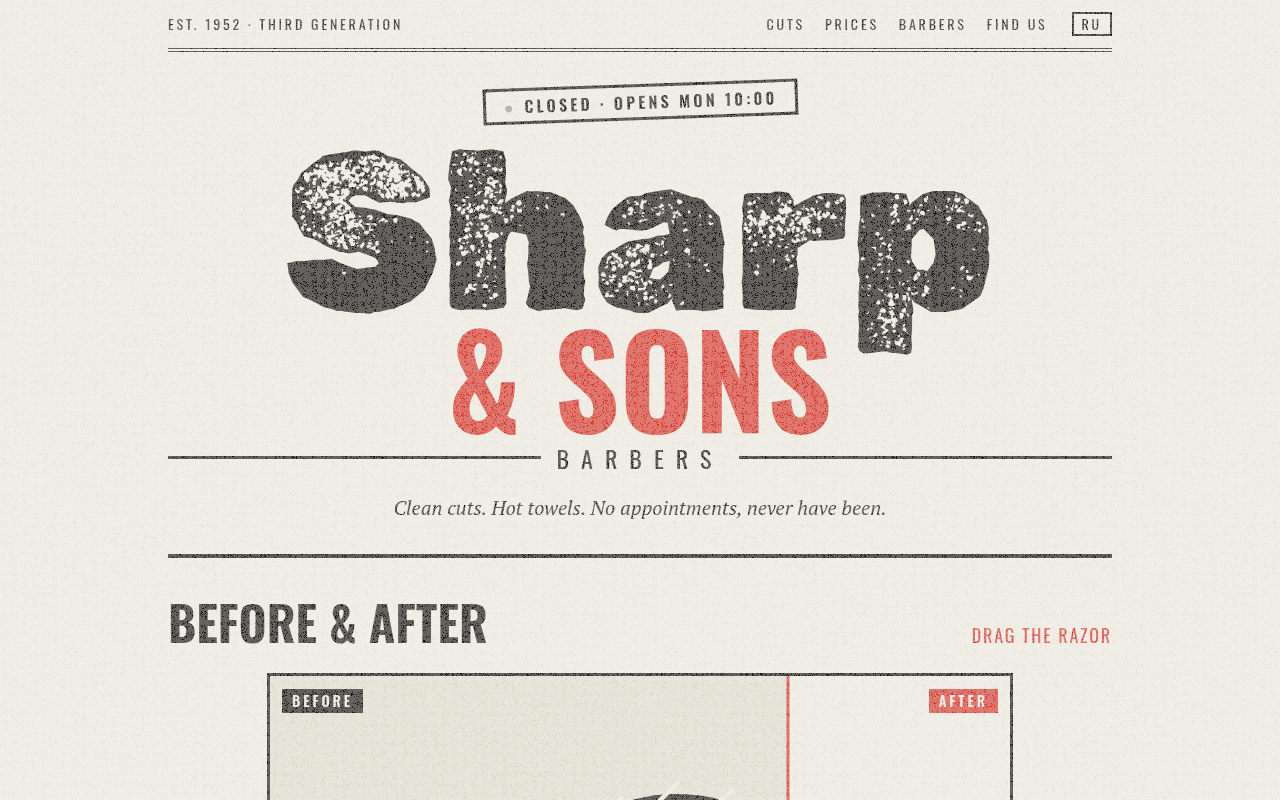 EST. 1952 · THIRD GENERATION
CUTS PRICES BARBERS FIND US RU
CLOSED · OPENS MON 10:00
Sharp
& SONS
BARBERS
Clean cuts. Hot towels. No appointments, never have been.
BEFORE & AFTER
DRAG THE RAZOR
BEFORE
AFTER